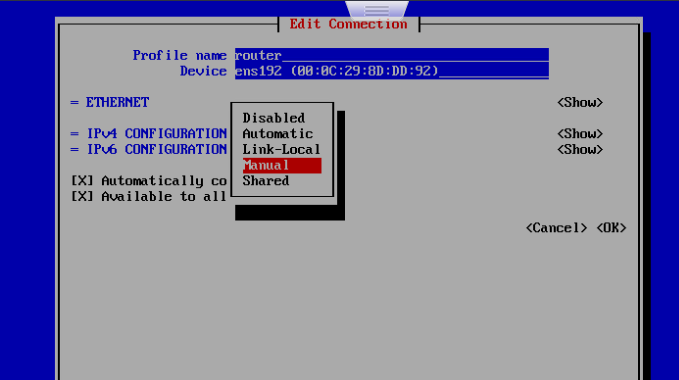 Edit Connection
Profile name router
Device ens192 (00:0C:29:8D:DD:92)
= ETHERNET <Show>
Disabled
= IPv4 CONFIGURATION Automatic <Show>
= IPv6 CONFIGURATION Link-Local <Show>
Manual
[X] Automatically co Shared
[X] Available to all
<Cancel> <OK>